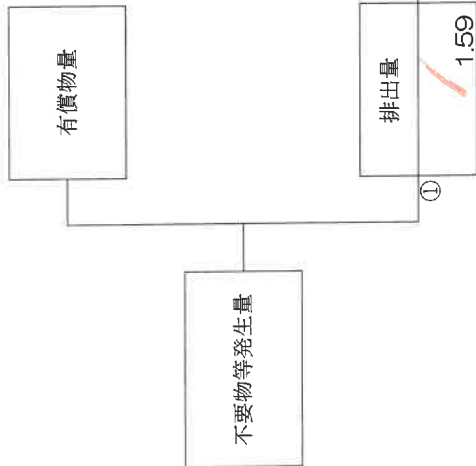 不要物等発生量
有償物量
排出量
①
1.59